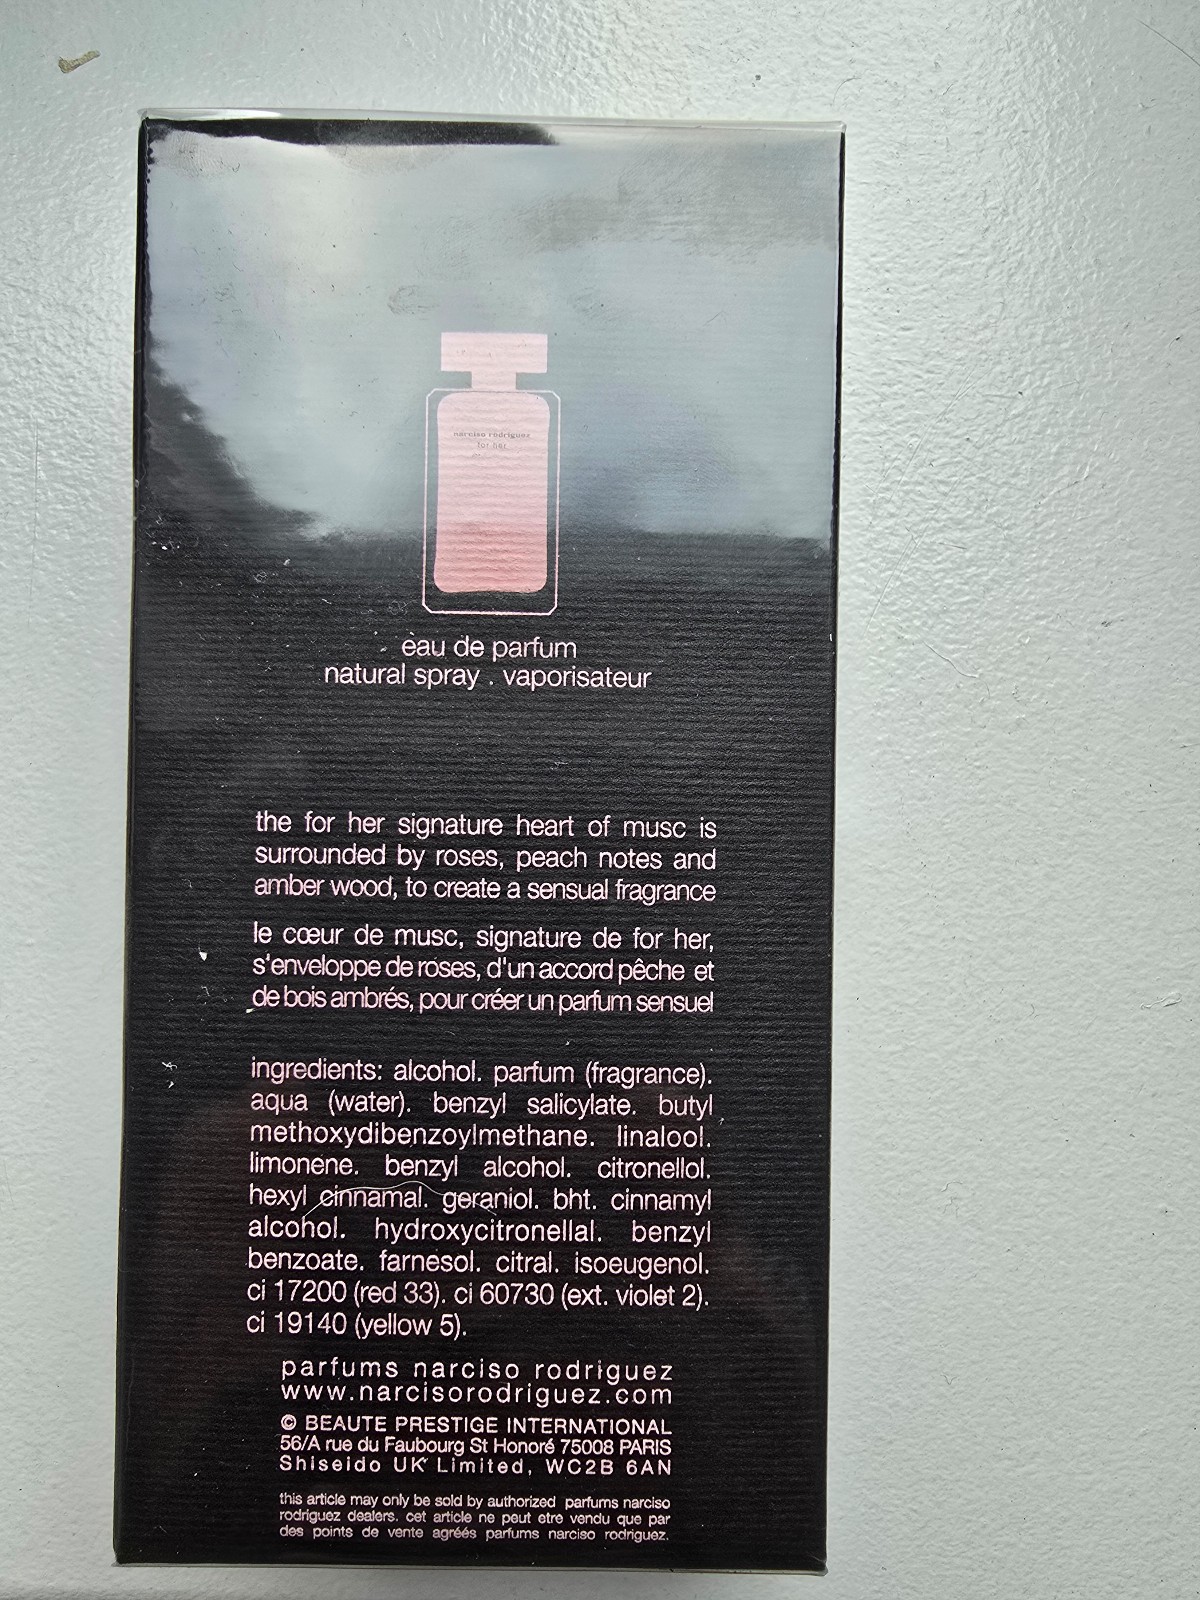 narciso rodriguez
for her
eau de parfum
natural spray . vaporisateur
the for her signature heart of musc is
surrounded by roses, peach notes and
amber wood, to create a sensual fragrance
le cœur de musc, signature de for her,
s'enveloppe de roses, d'un accord pêche et
de bois ambrés, pour créer un parfum sensuel
ingredients: alcohol. parfum (fragrance).
aqua (water). benzyl salicylate. butyl
methoxydibenzoylmethane. linalool.
limonene. benzyl alcohol. citronellol.
hexyl cinnamal. geraniol. bht. cinnamyl
alcohol. hydroxycitronellal. benzyl
benzoate. farnesol. citral. isoeugenol.
ci 17200 (red 33). ci 60730 (ext. violet 2).
ci 19140 (yellow 5).
parfums narciso rodriguez
www.narcisorodriguez.com
© BEAUTE PRESTIGE INTERNATIONAL
56/A rue du Faubourg St Honoré 75008 PARIS
Shiseido UK Limited, WC2B 6AN
this article may only be sold by authorized parfums narciso
rodriguez dealers. cet article ne peut etre vendu que par
des points de vente agréés parfums narciso rodriguez.